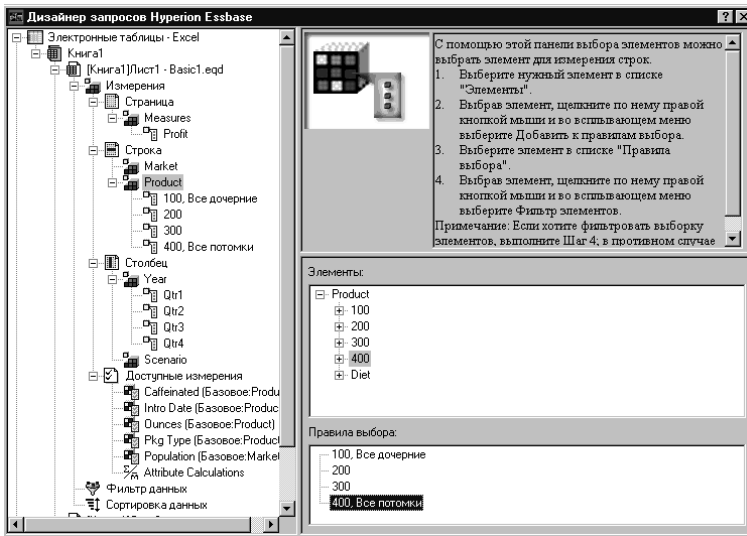 Дизайнер запросов Hyperion Essbase
Электронные таблицы - Excel
Книга1
[Книга1]Лист1 - Basic1.eqd
Измерения
Страница
Measures
Profit
Строка
Market
Product
100, Все дочерние
200
300
400, Все потомки
Столбец
Year
Qtr1
Qtr2
Qtr3
Qtr4
Scenario
Доступные измерения
Caffeinated (Базовое:Produ
Intro Date (Базовое:Produc
Ounces (Базовое:Product)
Pkg Type (Базовое:Product
Population (Базовое:Market
Attribute Calculations
Фильтр данных
Сортировка данных
С помощью этой панели выбора элементов можно
выбрать элемент для измерения строк.
1. Выберите нужный элемент в списке
"Элементы".
2. Выбрав элемент, щелкните по нему правой
кнопкой мыши и во всплывающем меню
выберите Добавить к правилам выбора.
3. Выберите элемент в списке "Правила
выбора".
4. Выбрав элемент, щелкните по нему правой
кнопкой мыши и во всплывающем меню
выберите Фильтр элементов.
Примечание: Если хотите фильтровать выборку
элементов, выполните Шаг 4; в противном случае
Элементы:
Product
100
200
300
400
Diet
Правила выбора:
100, Все дочерние
200
300
400, Все потомки